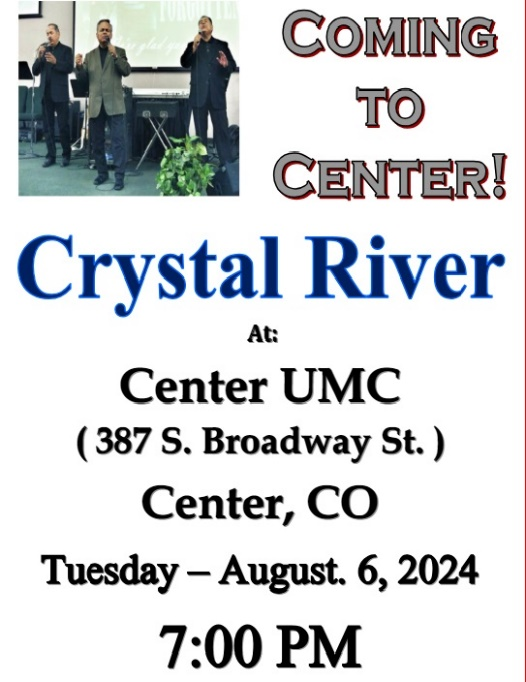 COMING
TO
CENTER!
Crystal River
At:
Center UMC
( 387 S. Broadway St. )
Center, CO
Tuesday – August. 6, 2024
7:00 PM